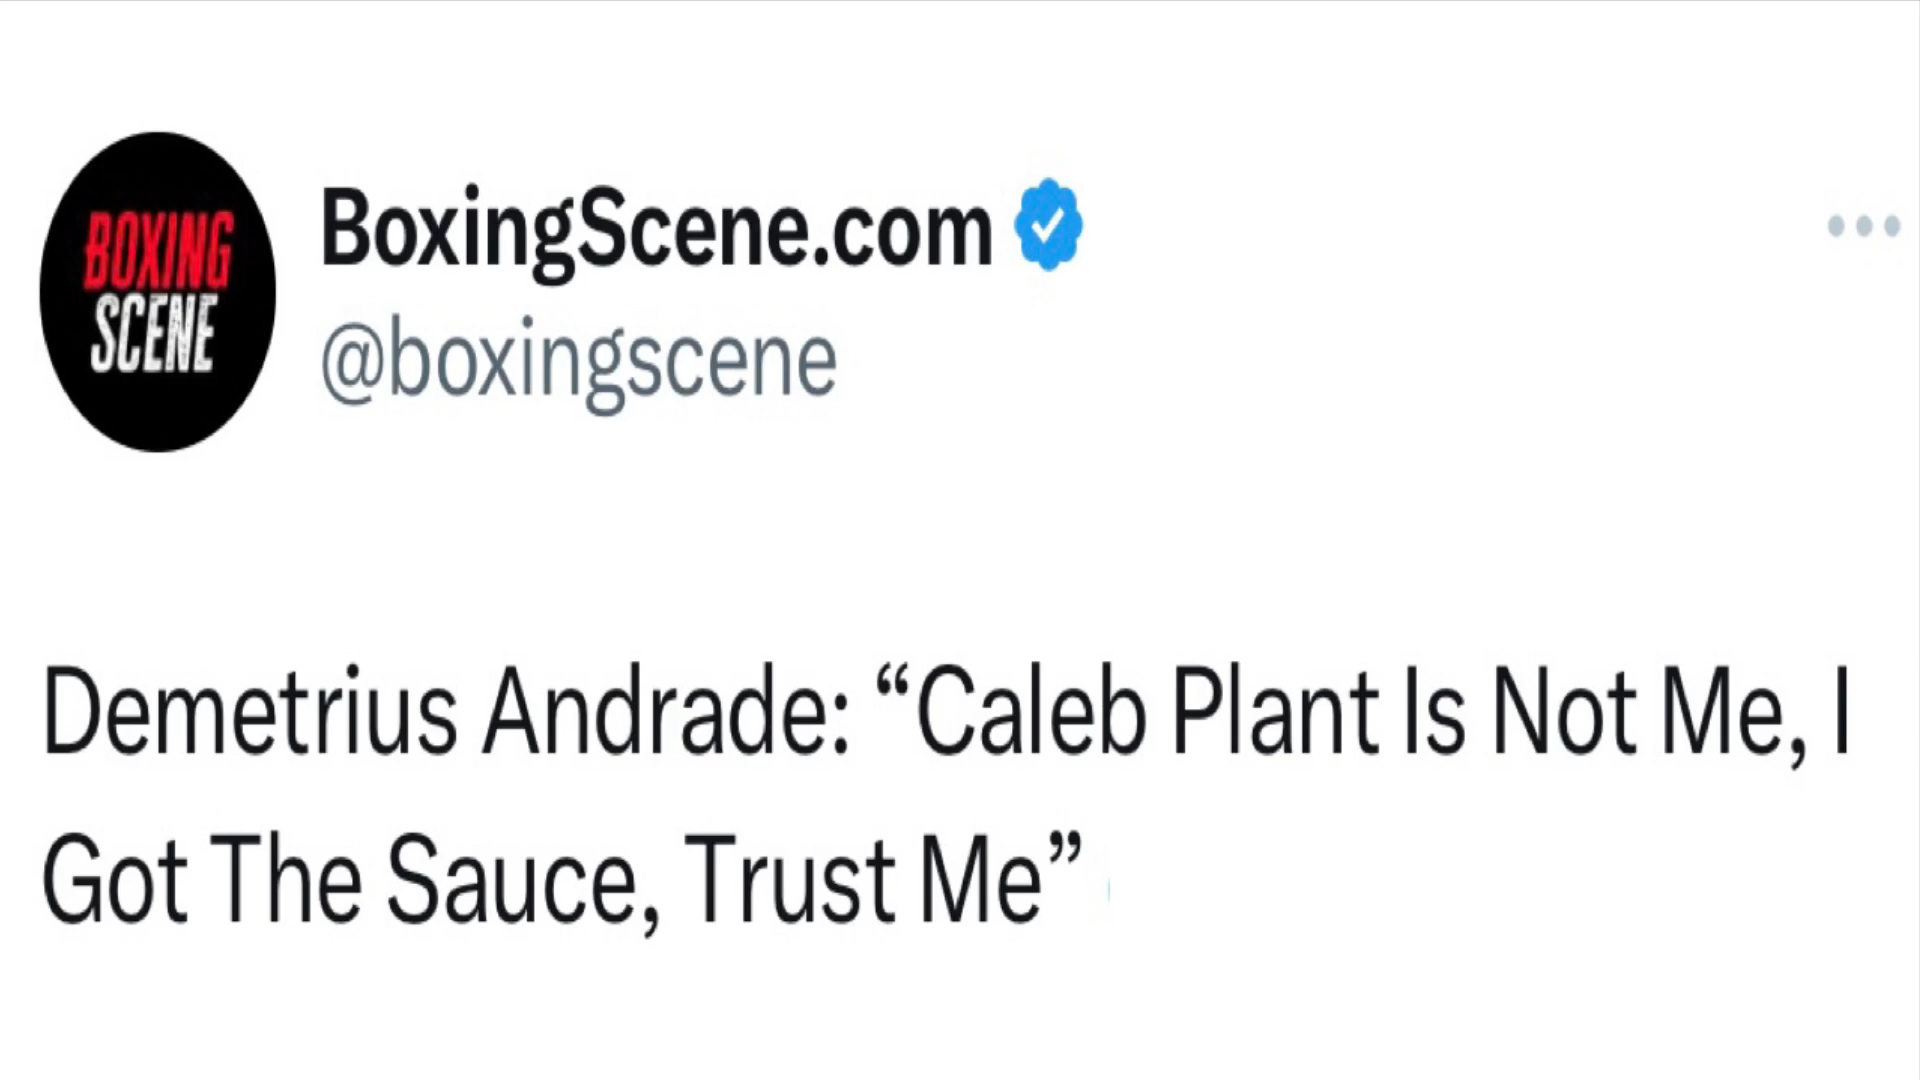 BOXING
SCENE
BoxingScene.com
@boxingscene
Demetrius Andrade: “Caleb Plant Is Not Me, I
Got The Sauce, Trust Me”